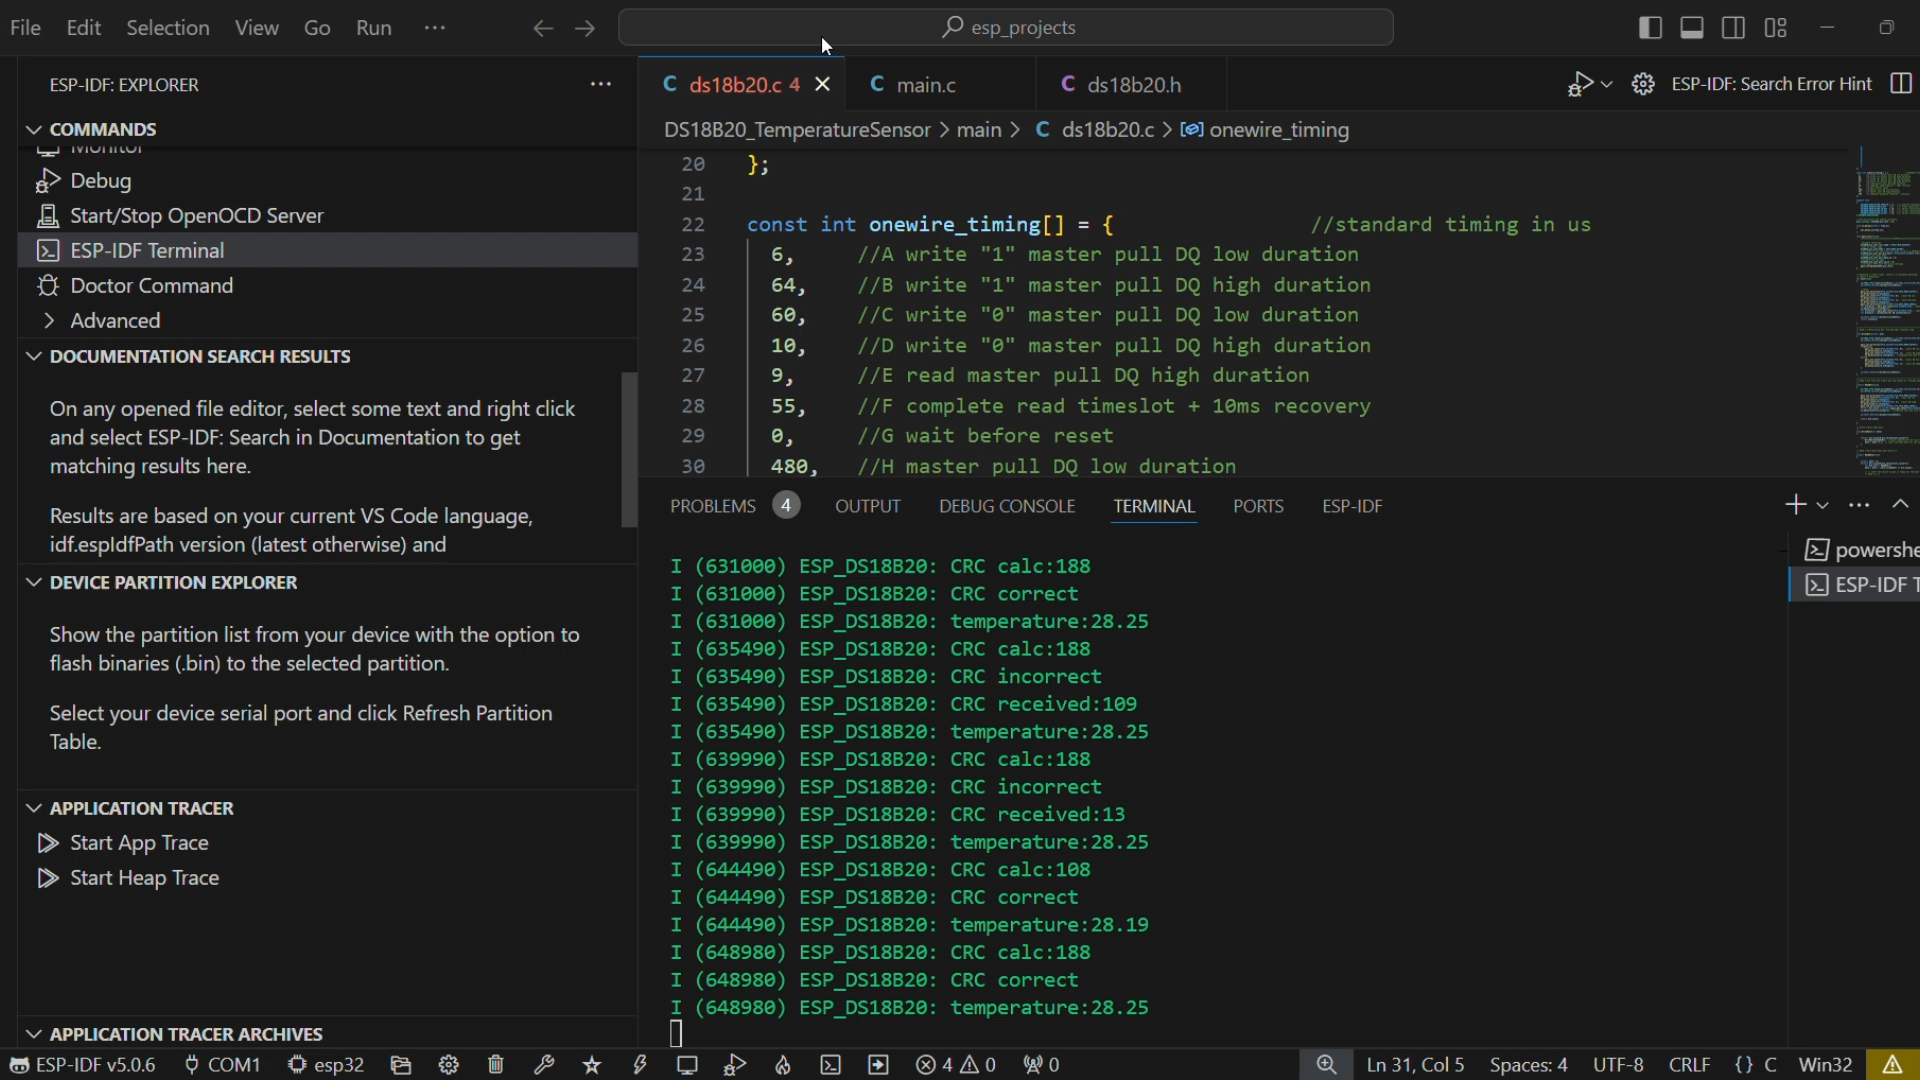 File Edit Selection View Go Run ··· esp_projects
ESP-IDF: EXPLORER ···
COMMANDS
Monitor
Debug
Start/Stop OpenOCD Server
ESP-IDF Terminal
Doctor Command
Advanced
DOCUMENTATION SEARCH RESULTS
On any opened file editor, select some text and right click
and select ESP-IDF: Search in Documentation to get
matching results here.
Results are based on your current VS Code language,
idf.espIdfPath version (latest otherwise) and
DEVICE PARTITION EXPLORER
Show the partition list from your device with the option to
flash binaries (.bin) to the selected partition.
Select your device serial port and click Refresh Partition
Table.
APPLICATION TRACER
Start App Trace
Start Heap Trace
APPLICATION TRACER ARCHIVES
C ds18b20.c 4 C main.c C ds18b20.h ESP-IDF: Search Error Hint
DS18B20_TemperatureSensor > main > C ds18b20.c > onewire_timing
20 };
21
22 const int onewire_timing[] = { //standard timing in us
23 6, //A write "1" master pull DQ low duration
24 64, //B write "1" master pull DQ high duration
25 60, //C write "0" master pull DQ low duration
26 10, //D write "0" master pull DQ high duration
27 9, //E read master pull DQ high duration
28 55, //F complete read timeslot + 10ms recovery
29 0, //G wait before reset
30 480, //H master pull DQ low duration
PROBLEMS 4 OUTPUT DEBUG CONSOLE TERMINAL PORTS ESP-IDF
I (631000) ESP_DS18B20: CRC calc:188
I (631000) ESP_DS18B20: CRC correct
I (631000) ESP_DS18B20: temperature:28.25
I (635490) ESP_DS18B20: CRC calc:188
I (635490) ESP_DS18B20: CRC incorrect
I (635490) ESP_DS18B20: CRC received:109
I (635490) ESP_DS18B20: temperature:28.25
I (639990) ESP_DS18B20: CRC calc:188
I (639990) ESP_DS18B20: CRC incorrect
I (639990) ESP_DS18B20: CRC received:13
I (639990) ESP_DS18B20: temperature:28.25
I (644490) ESP_DS18B20: CRC calc:108
I (644490) ESP_DS18B20: CRC correct
I (644490) ESP_DS18B20: temperature:28.19
I (648980) ESP_DS18B20: CRC calc:188
I (648980) ESP_DS18B20: CRC correct
I (648980) ESP_DS18B20: temperature:28.25
powershe
ESP-IDF T
ESP-IDF v5.0.6 COM1 esp32 4 0 0 Ln 31, Col 5 Spaces: 4 UTF-8 CRLF {} C Win32